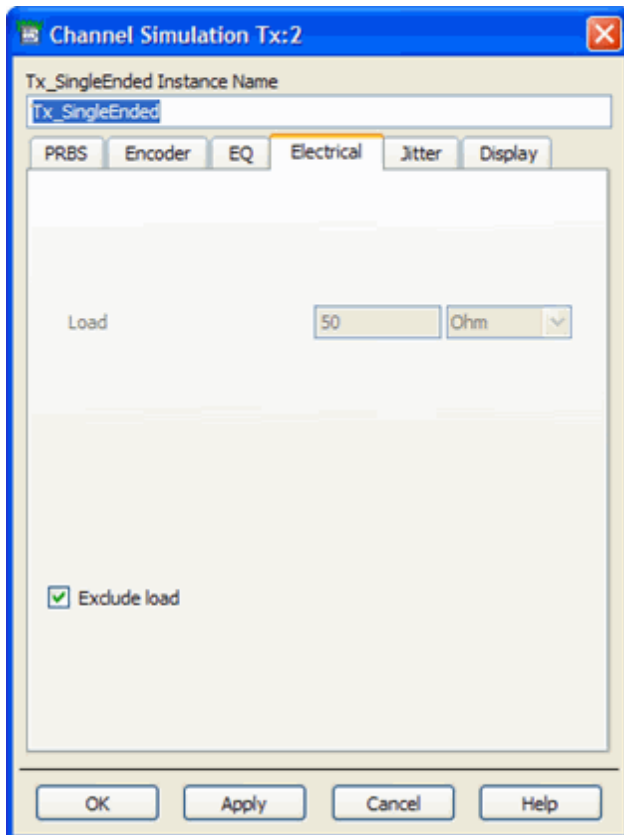 Channel Simulation Tx:2
Tx_SingleEnded Instance Name
Tx_SingleEnded
PRBS Encoder EQ Electrical Jitter Display
Load 50 Ohm
Exclude load
OK Apply Cancel Help